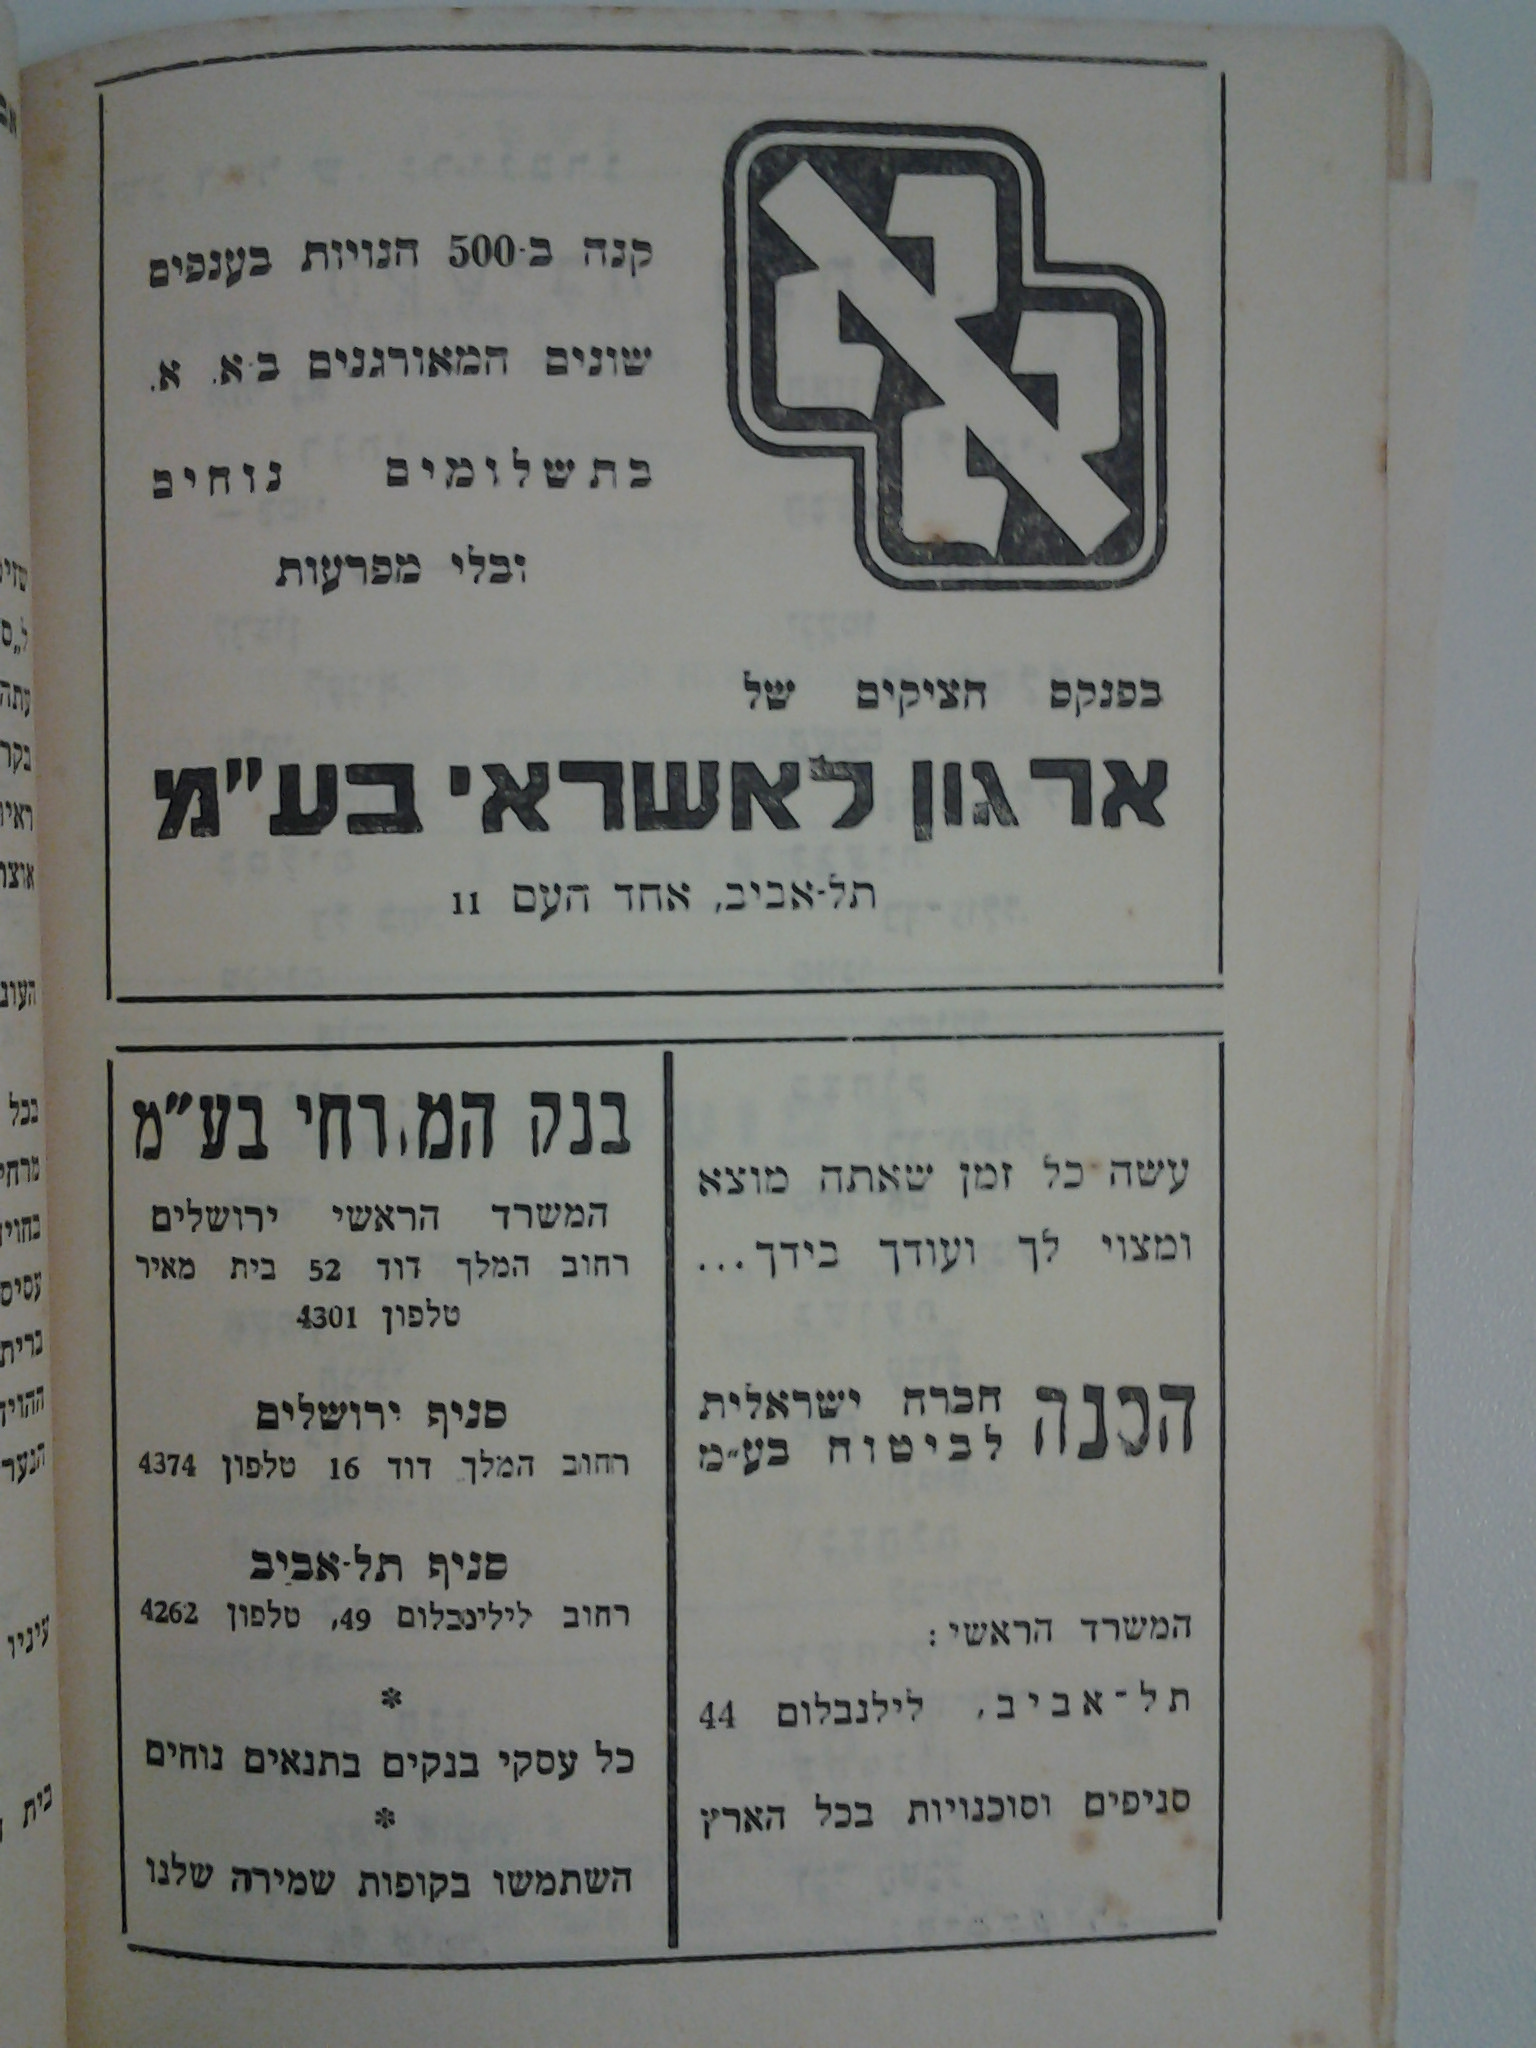 קנה ב-500 חנויות בענפים
שונים המאורגנים ב-א. א.
בתשלומים נוחים
ובלי מפרעות
בפנקס הציקים של
ארגון לאשראי בע"מ
תל-אביב, אחד העם 11
עשה כל זמן שאתה מוצא
ומצוי לך ועודך בידך...
הסנה חברה ישראלית
לביטוח בע"מ
המשרד הראשי:
תל-אביב, לילנבלום 44
סניפים וסוכנויות בכל הארץ
בנק המזרחי בע"מ
המשרד הראשי ירושלים
רחוב המלך דוד 52 בית מאיר
טלפון 4301
סניף ירושלים
רחוב המלך דוד 16 טלפון 4374
סניף תל-אביב
רחוב לילינבלום 49, טלפון 4262
*
כל עסקי בנקים בתנאים נוחים
*
השתמשו בקופות שמירה שלנו